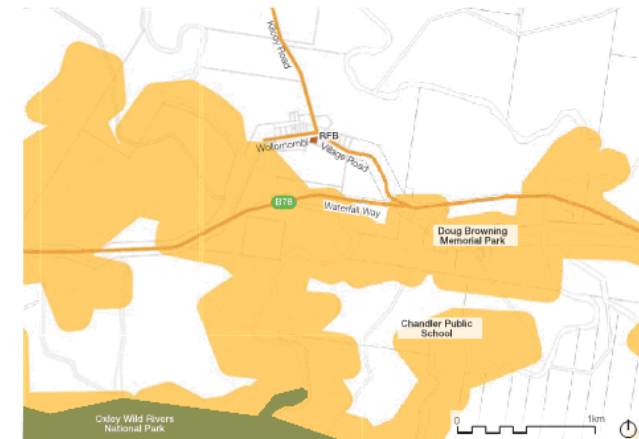 Kilcoy Road
RFB
Wollomombi
Village Road
B78
Waterfall Way
Doug Browning
Memorial Park
Chandler Public
School
Oxley Wild Rivers
National Park
0
1km